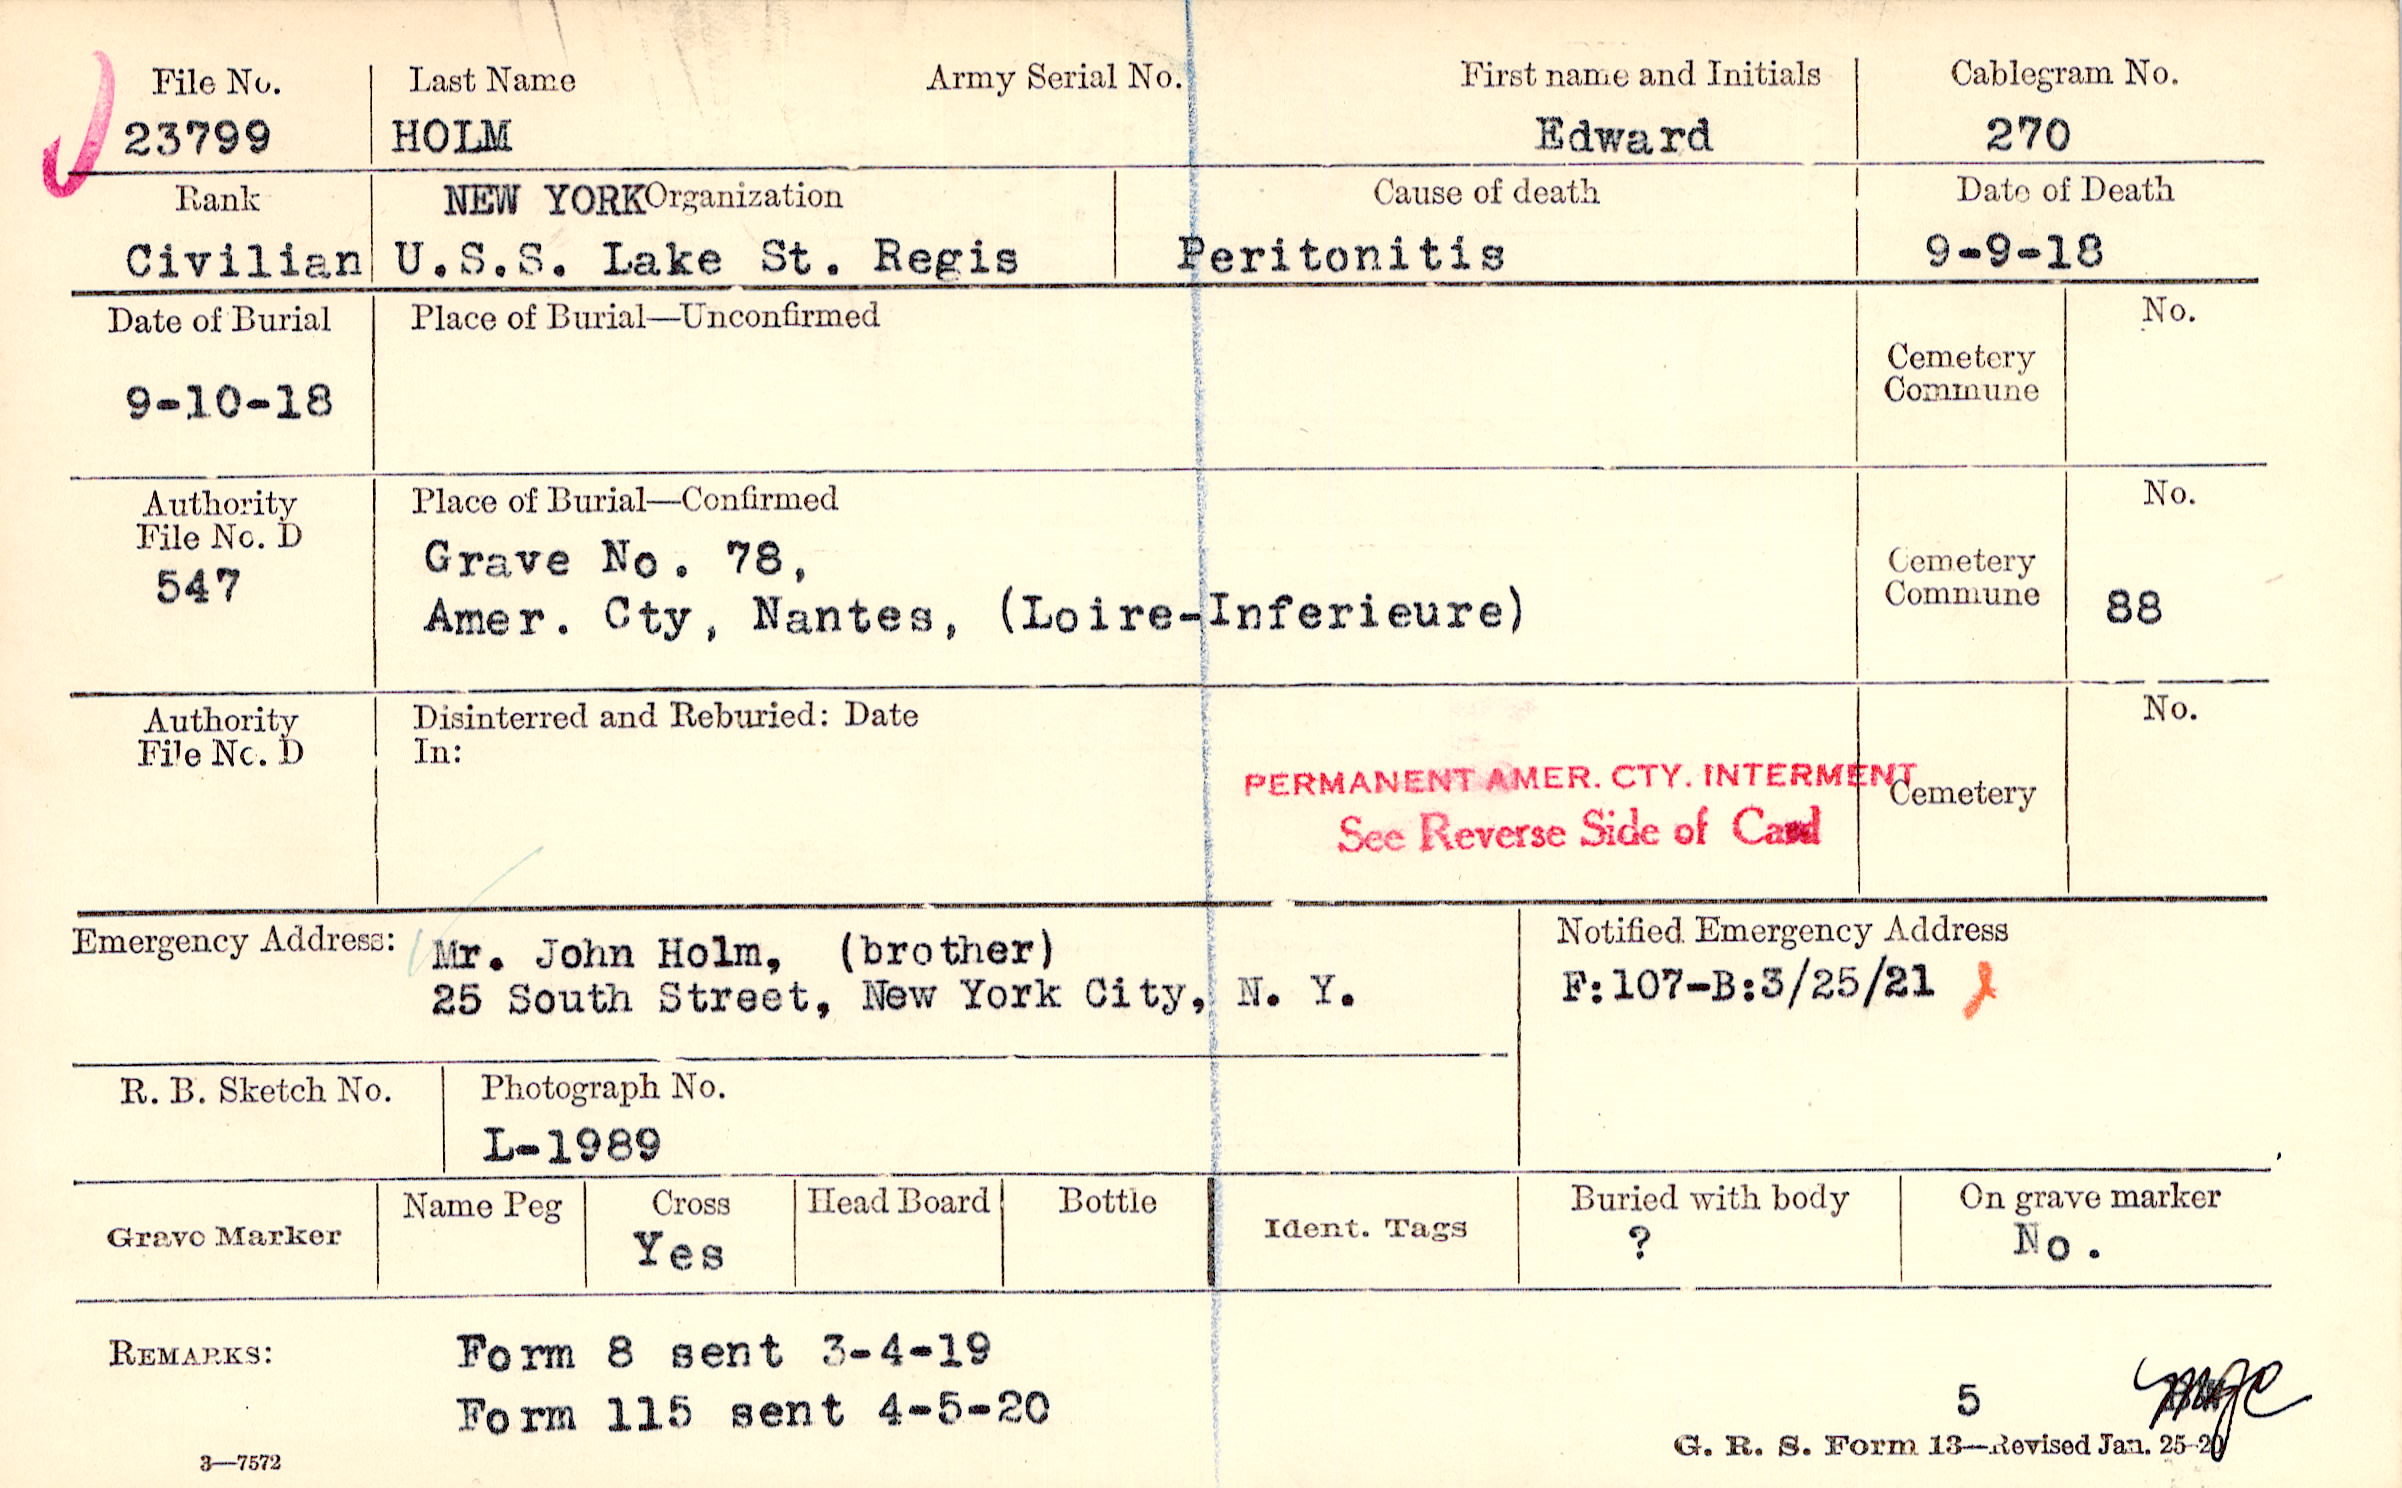 File No. Last Name Army Serial No. First name and Initials Cablegram No.
23799 HOLM Edward 270
Rank NEW YORK Organization Cause of death Date of Death
Civilian U.S.S. Lake St. Regis Peritonitis 9-9-18
Date of Burial Place of Burial—Unconfirmed No.
Cemetery
Commune
9-10-18
Authority Place of Burial—Confirmed No.
File No. D
547
Grave No. 78,
Amer. Cty, Nantes, (Loire-Inferieure)
Cemetery
Commune 88
Authority Disinterred and Reburied: Date No.
File No. D In:
PERMANENT AMER. CTY. INTERMENT
Cemetery
See Reverse Side of Card
Emergency Address: Mr. John Holm, (brother)
25 South Street, New York City, N. Y.
Notified Emergency Address
F:107-B:3/25/21
R. B. Sketch No. Photograph No.
L-1989
Grave Marker Name Peg Cross Head Board Bottle Ident. Tags Buried with body On grave marker
Yes ? No.
REMARKS: Form 8 sent 3-4-19
Form 115 sent 4-5-20
5
G. R. S. Form 13—Revised Jan. 25-20
3—7572